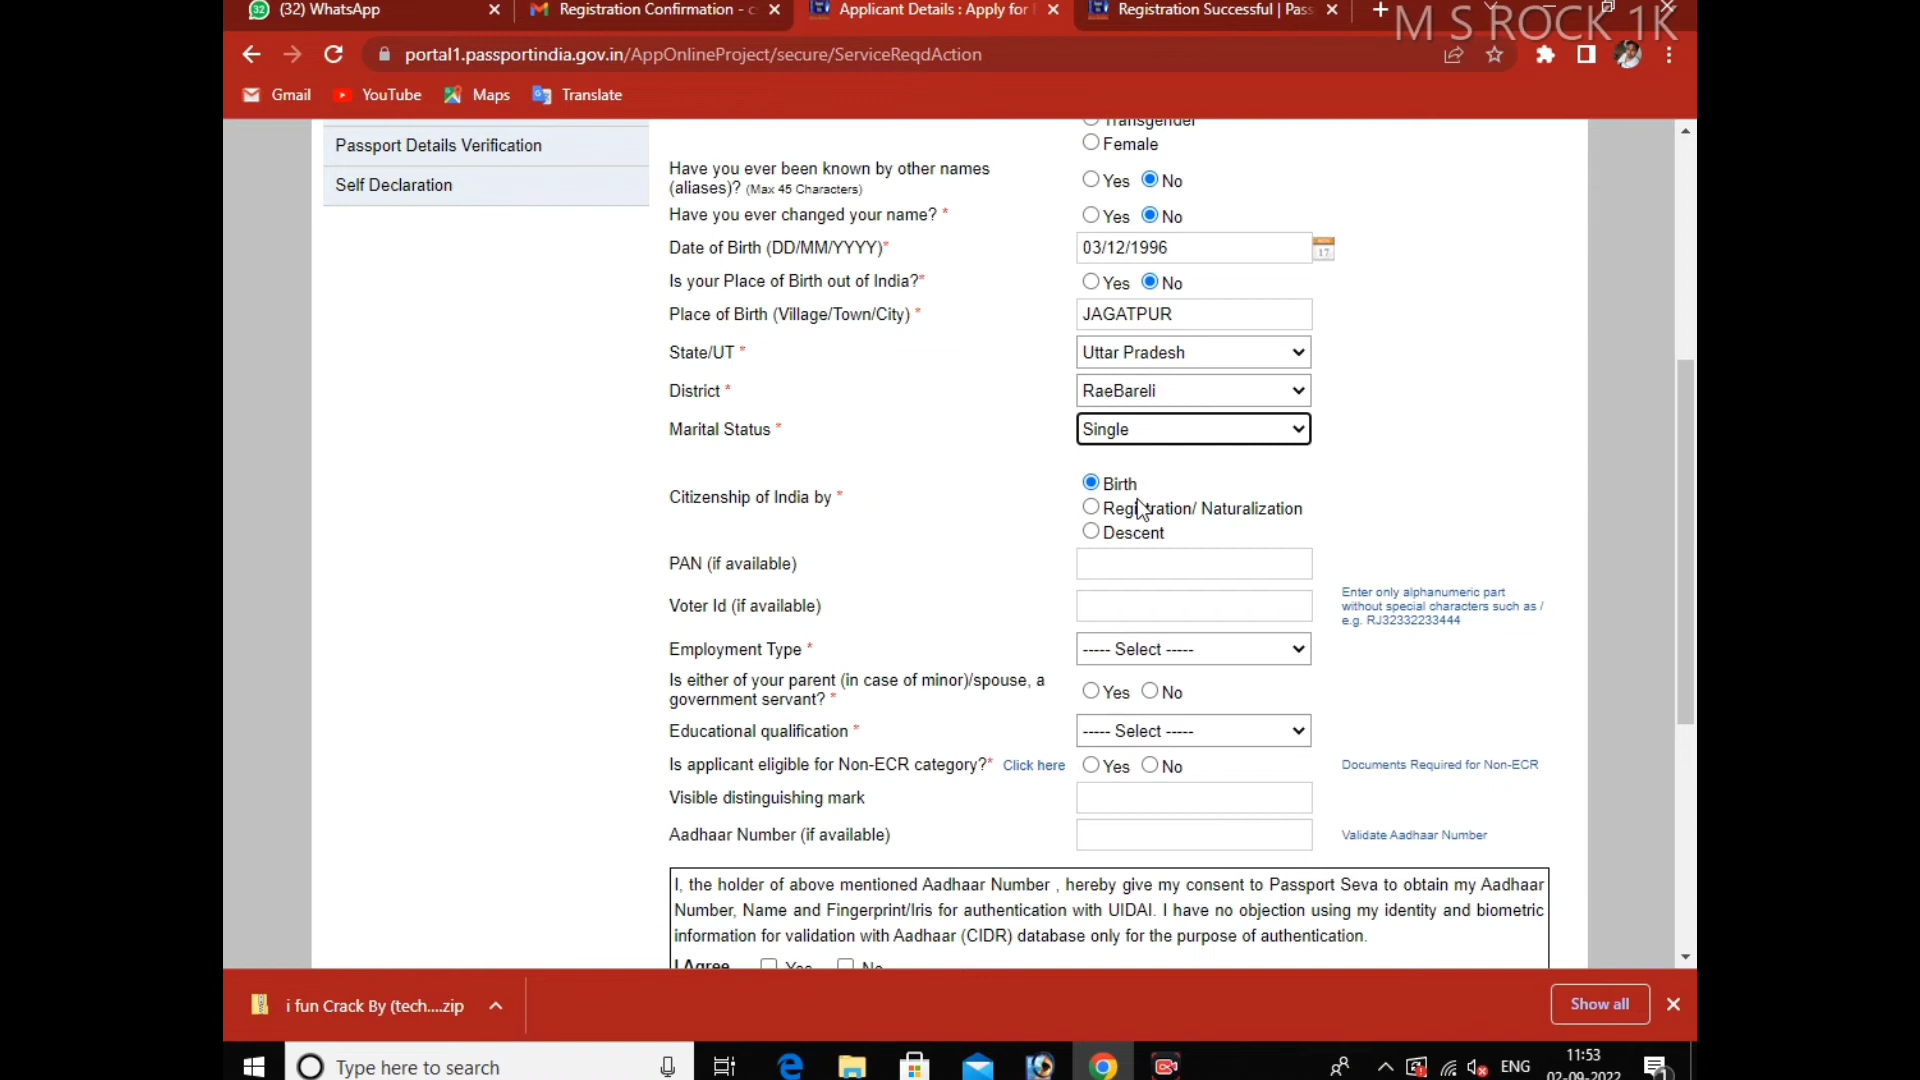 M S ROCK 1K
(32) WhatsApp
Registration Confirmation - c
Applicant Details : Apply for
Registration Successful | Pass
portal1.passportindia.gov.in/AppOnlineProject/secure/ServiceReqdAction
Gmail
YouTube
Maps
Translate
Passport Details Verification
Self Declaration
Transgender
Female
Have you ever been known by other names
(aliases)? (Max 45 Characters)
Yes No
Have you ever changed your name? *
Yes No
Date of Birth (DD/MM/YYYY)*
03/12/1996
Is your Place of Birth out of India?*
Yes No
Place of Birth (Village/Town/City) *
JAGATPUR
State/UT *
Uttar Pradesh
District *
RaeBareli
Marital Status *
Single
Citizenship of India by *
Birth
Registration/ Naturalization
Descent
PAN (if available)
Voter Id (if available)
Enter only alphanumeric part
without special characters such as /
e.g. RJ32332233444
Employment Type *
----- Select -----
Is either of your parent (in case of minor)/spouse, a
government servant? *
Yes No
Educational qualification *
----- Select -----
Is applicant eligible for Non-ECR category?* Click here
Yes No
Documents Required for Non-ECR
Visible distinguishing mark
Aadhaar Number (if available)
Validate Aadhaar Number
I, the holder of above mentioned Aadhaar Number , hereby give my consent to Passport Seva to obtain my Aadhaar
Number, Name and Fingerprint/Iris for authentication with UIDAI. I have no objection using my identity and biometric
information for validation with Aadhaar (CIDR) database only for the purpose of authentication.
I Agree Yes No
i fun Crack By (tech....zip
Show all
Type here to search
ENG
11:53
02-09-2022